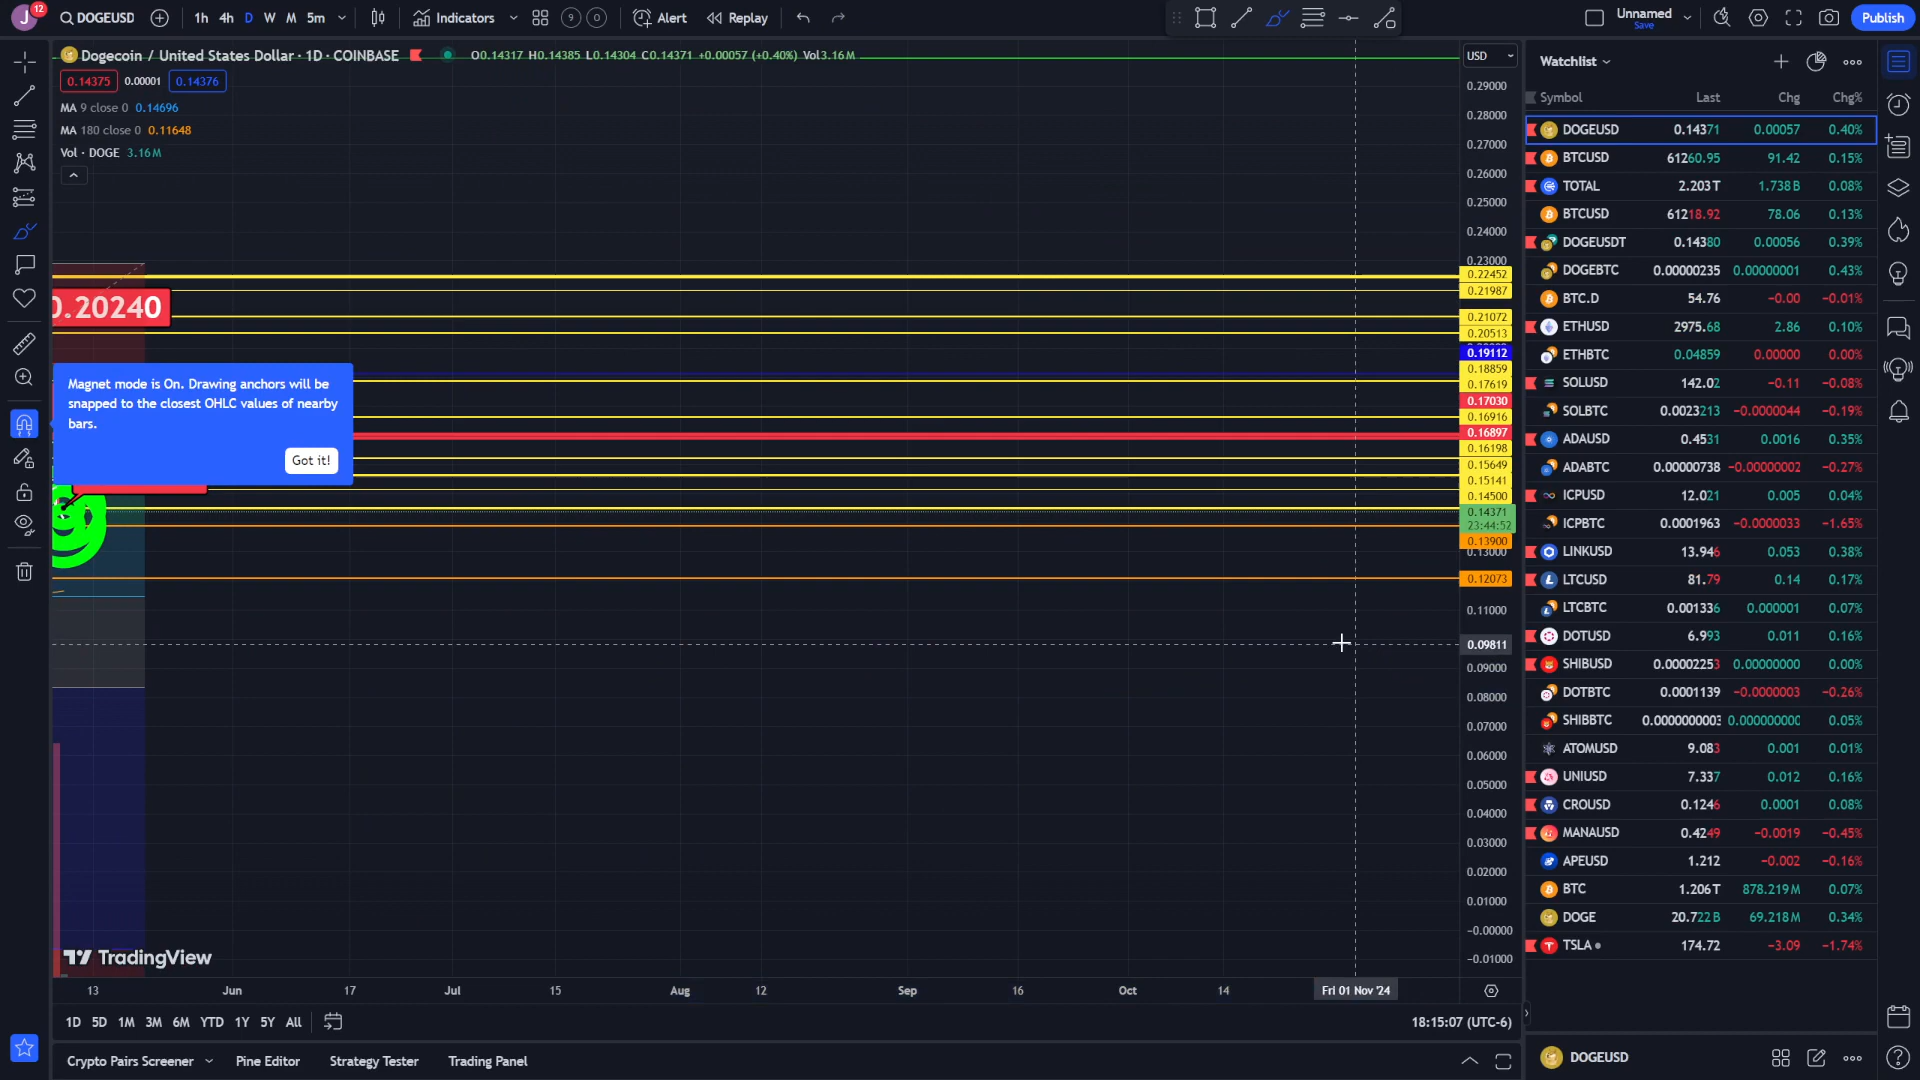 J 12 DOGEUSD 1h 4h D W M 5m Indicators 9 0 Alert Replay Unnamed Save Publish
Dogecoin / United States Dollar · 1D · COINBASE O0.14317 H0.14385 L0.14304 C0.14371 +0.00057 (+0.40%) Vol3.16M
0.14375 0.00001 0.14376
MA 9 close 0 0.14696
MA 180 close 0 0.11648
Vol · DOGE 3.16M
USD
0.29000
0.28000
0.27000
0.26000
0.25000
0.24000
0.23000
0.22452
0.21987
0.21072
0.20513
0.19112
0.18859
0.17619
0.17030
0.16916
0.16897
0.16198
0.15649
0.15141
0.14500
0.14371
23:44:52
0.13900
0.13000
0.12073
0.11000
0.09811
0.09000
0.08000
0.07000
0.06000
0.05000
0.04000
0.03000
0.02000
0.01000
-0.00000
-0.01000
0.20240
Magnet mode is On. Drawing anchors will be
snapped to the closest OHLC values of nearby
bars.
Got it!
TradingView
13 Jun 17 Jul 15 Aug 12 Sep 16 Oct 14 Fri 01 Nov '24
1D 5D 1M 3M 6M YTD 1Y 5Y All 18:15:07 (UTC-6)
Crypto Pairs Screener Pine Editor Strategy Tester Trading Panel
Watchlist
Symbol Last Chg Chg%
DOGEUSD 0.14371 0.00057 0.40%
BTCUSD 61260.95 91.42 0.15%
TOTAL 2.203T 1.738B 0.08%
BTCUSD 61218.92 78.06 0.13%
DOGEUSDT 0.14380 0.00056 0.39%
DOGEBTC 0.00000235 0.00000001 0.43%
BTC.D 54.76 -0.00 -0.01%
ETHUSD 2975.68 2.86 0.10%
ETHBTC 0.04859 0.00000 0.00%
SOLUSD 142.02 -0.11 -0.08%
SOLBTC 0.0023213 -0.0000044 -0.19%
ADAUSD 0.4531 0.0016 0.35%
ADABTC 0.00000738 -0.00000002 -0.27%
ICPUSD 12.021 0.005 0.04%
ICPBTC 0.0001963 -0.0000033 -1.65%
LINKUSD 13.946 0.053 0.38%
LTCUSD 81.79 0.14 0.17%
LTCBTC 0.001336 0.000001 0.07%
DOTUSD 6.993 0.011 0.16%
SHIBUSD 0.00002253 0.00000000 0.00%
DOTBTC 0.0001139 -0.0000003 -0.26%
SHIBBTC 0.05%
ATOMUSD 9.083 0.001 0.01%
UNIUSD 7.337 0.012 0.16%
CROUSD 0.1246 0.0001 0.08%
MANAUSD 0.4249 -0.0019 -0.45%
APEUSD 1.212 -0.002 -0.16%
BTC 1.206T 878.219M 0.07%
DOGE 20.722B 69.218M 0.34%
TSLA 174.72 -3.09 -1.74%
DOGEUSD